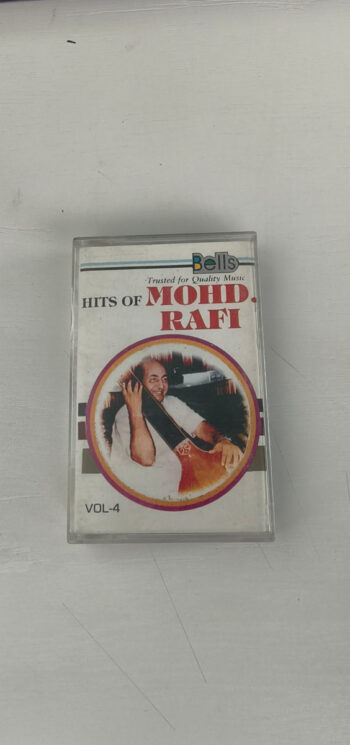 Bells
Trusted for Quality Music
HITS OF MOHD.
RAFI
VOL-4